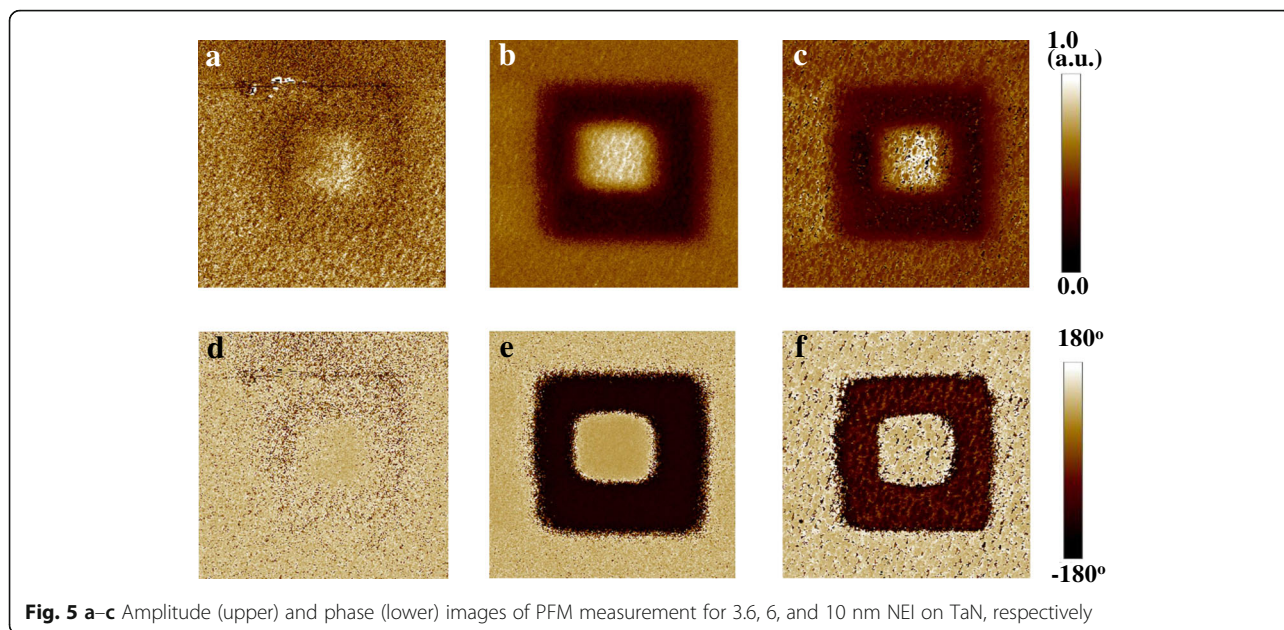 a
b
c
1.0
(a.u.)
0.0
d
e
f
180°
-180°
Fig. 5 a–c Amplitude (upper) and phase (lower) images of PFM measurement for 3.6, 6, and 10 nm NEI on TaN, respectively